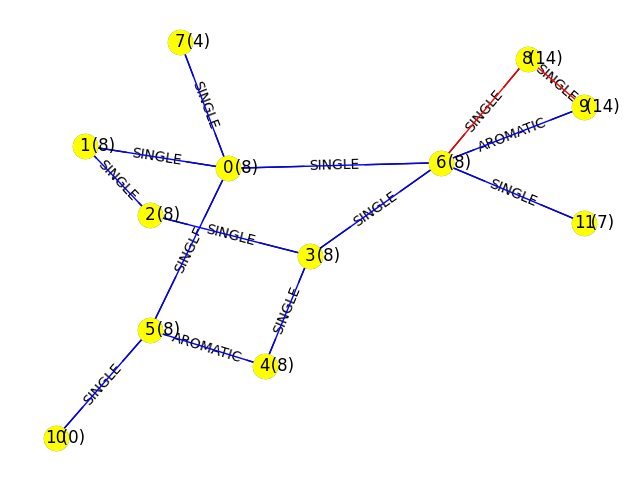 7(4)
8(14)
SINGLE
SINGLE
9(14)
SINGLE
AROMATIC
1(8)
SINGLE
0(8)
SINGLE
6(8)
SINGLE
SINGLE
SINGLE
2(8)
SINGLE
11(7)
SINGLE
3(8)
SINGLE
5(8)
AROMATIC
4(8)
SINGLE
10(0)